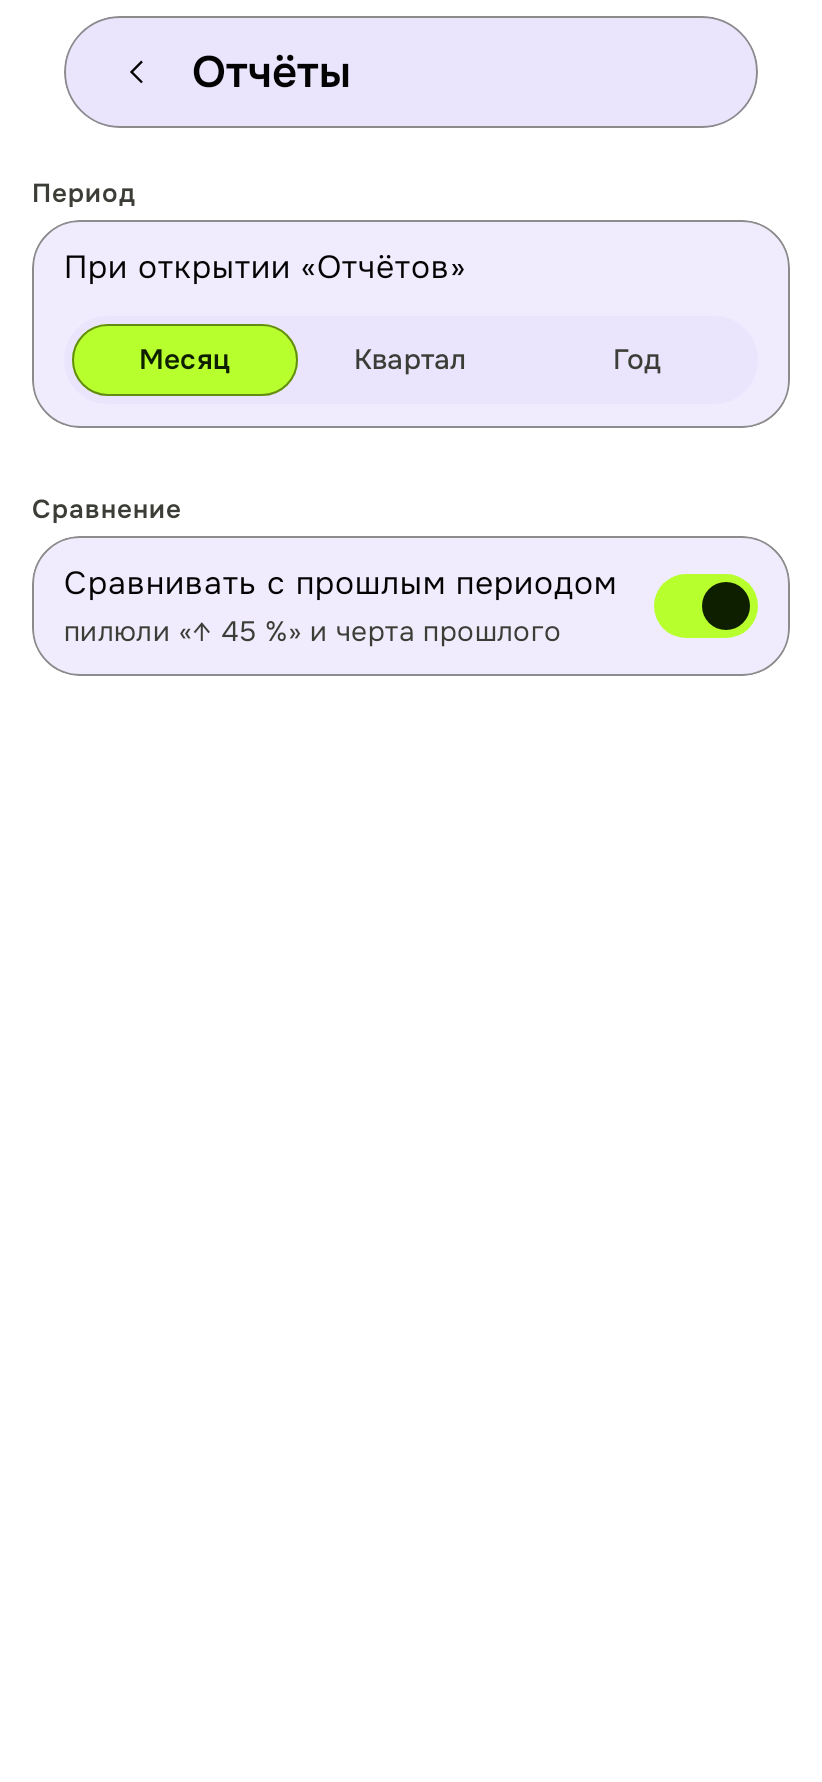 Отчёты
Период
При открытии «Отчётов»
Месяц Квартал Год
Сравнение
Сравнивать с прошлым периодом
пилюли «↑ 45 %» и черта прошлого